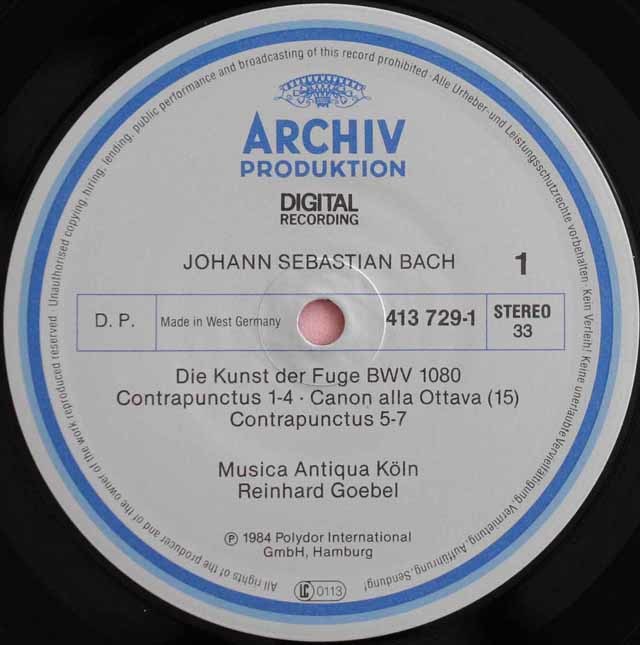 All rights of the producer and of the owner of the work reproduced reserved · Unauthorised copying, hiring, lending, public performance and broadcasting of this record prohibited · Alle Urheber- und Leistungsschutzrechte vorbehalten · Kein Verleih! Keine unerlaubte Vervielfältigung, Vermietung, Aufführung, Sendung!
ARCHIV
PRODUKTION
DIGITAL
RECORDING
JOHANN SEBASTIAN BACH 1
D. P. Made in West Germany 413 729-1 STEREO
33
Die Kunst der Fuge BWV 1080
Contrapunctus 1-4 · Canon alla Ottava (15)
Contrapunctus 5-7
Musica Antiqua Köln
Reinhard Goebel
℗ 1984 Polydor International
GmbH, Hamburg
LC 0113